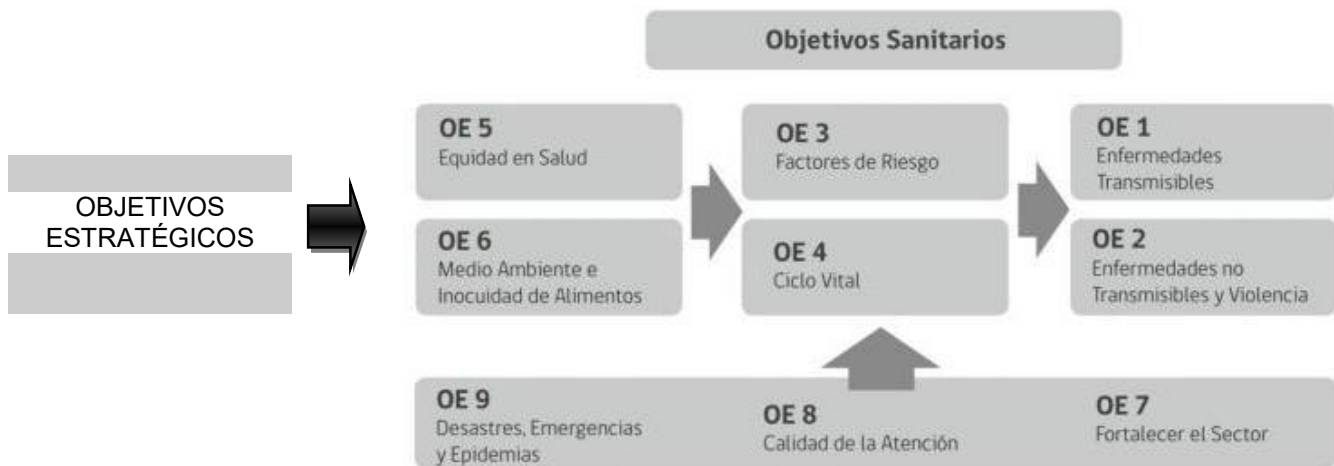 Objetivos Sanitarios
OBJETIVOS
ESTRATÉGICOS
OE 5
Equidad en Salud
OE 3
Factores de Riesgo
OE 1
Enfermedades
Transmisibles
OE 6
Medio Ambiente e
Inocuidad de Alimentos
OE 4
Ciclo Vital
OE 2
Enfermedades no
Transmisibles y Violencia
OE 9
Desastres, Emergencias
y Epidemias
OE 8
Calidad de la Atención
OE 7
Fortalecer el Sector